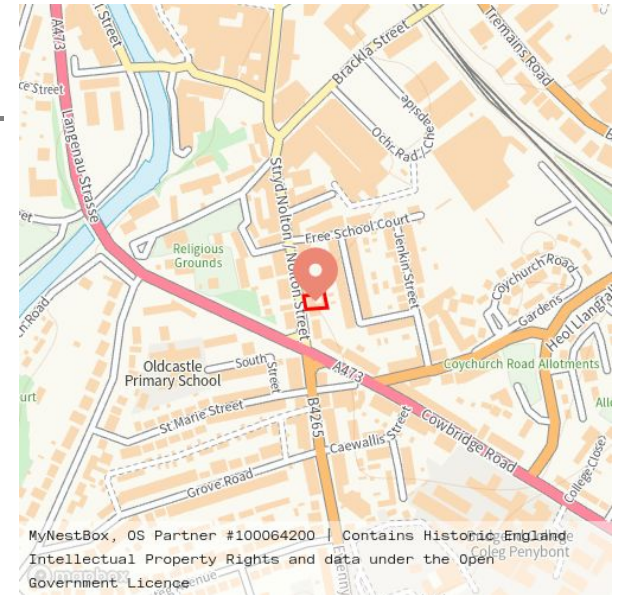 A473
Street
Brackla Street
Tremains Road
Langenau Strasse
Ochr Rad / Cheapside
Stryd Nolton / Nolton Street
Free School Court
Religious
Grounds
Jenkin Street
Coychurch Road
Gardens
Oldcastle
Primary School
South Street
A473
Coychurch Road Allotments
St Marie Street
B4265
Caewallis Street
Cowbridge Road
Grove Road
College Close
Coleg Penybont
MyNestBox, OS Partner #100064200 | Contains Historic England
Intellectual Property Rights and data under the Open
Government Licence
mapbox